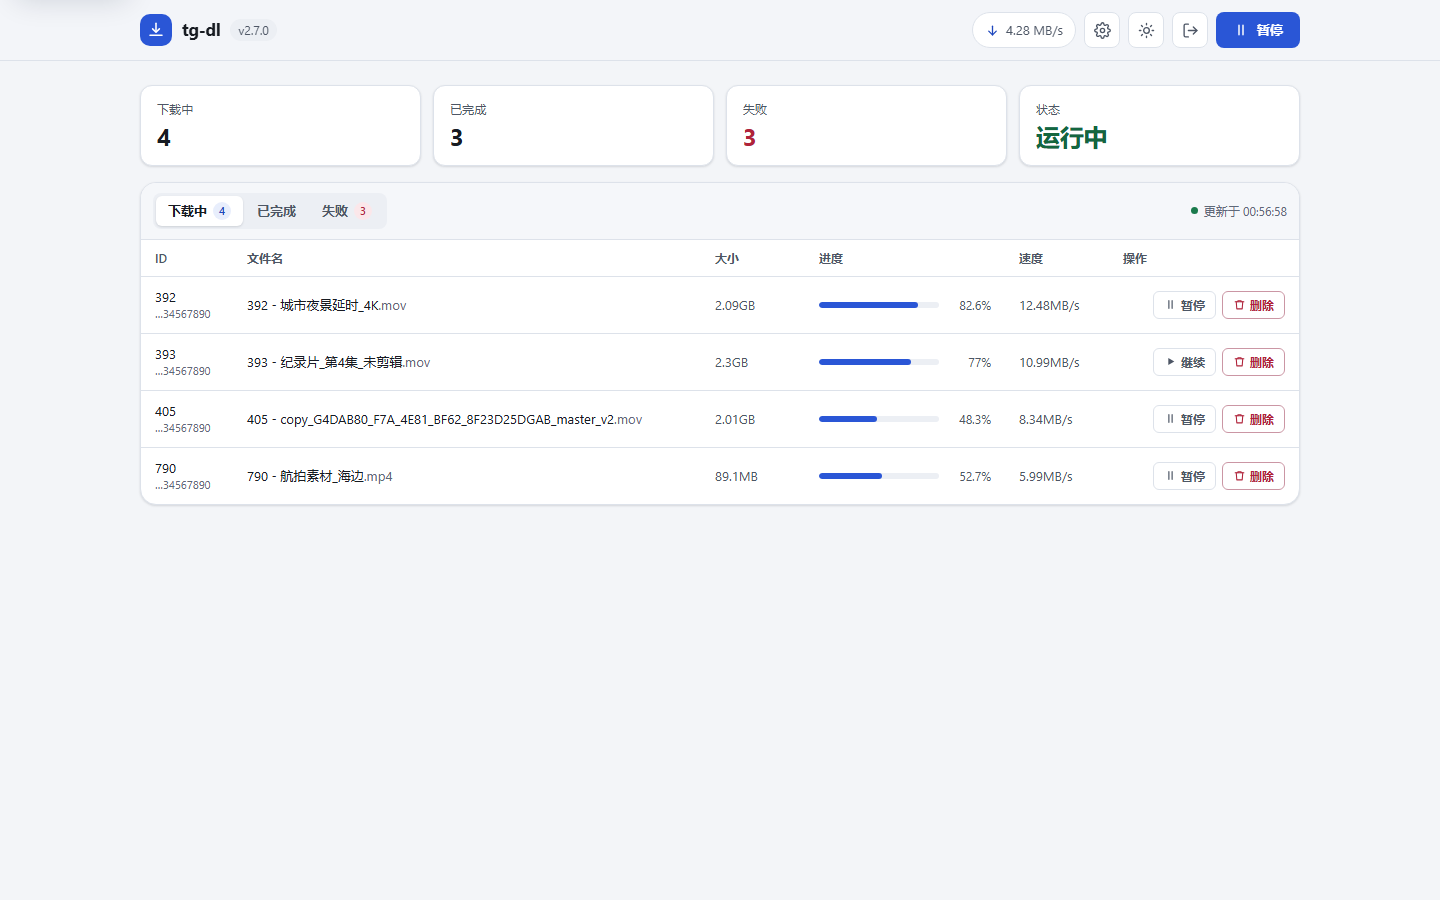 tg-dl v2.7.0 4.28 MB/s 暂停
下载中 已完成 失败 状态
4 3 3 运行中
下载中 4 已完成 失败 3 更新于 00:56:58
ID 文件名 大小 进度 速度 操作
392 392 - 城市夜景延时_4K.mov 2.09GB 82.6% 12.48MB/s 暂停 删除
...34567890
393 393 - 纪录片_第4集_未剪辑.mov 2.3GB 77% 10.99MB/s 继续 删除
...34567890
405 405 - copy_G4DAB80_F7A_4E81_BF62_8F23D25DGAB_master_v2.mov 2.01GB 48.3% 8.34MB/s 暂停 删除
...34567890
790 790 - 航拍素材_海边.mp4 89.1MB 52.7% 5.99MB/s 暂停 删除
...34567890